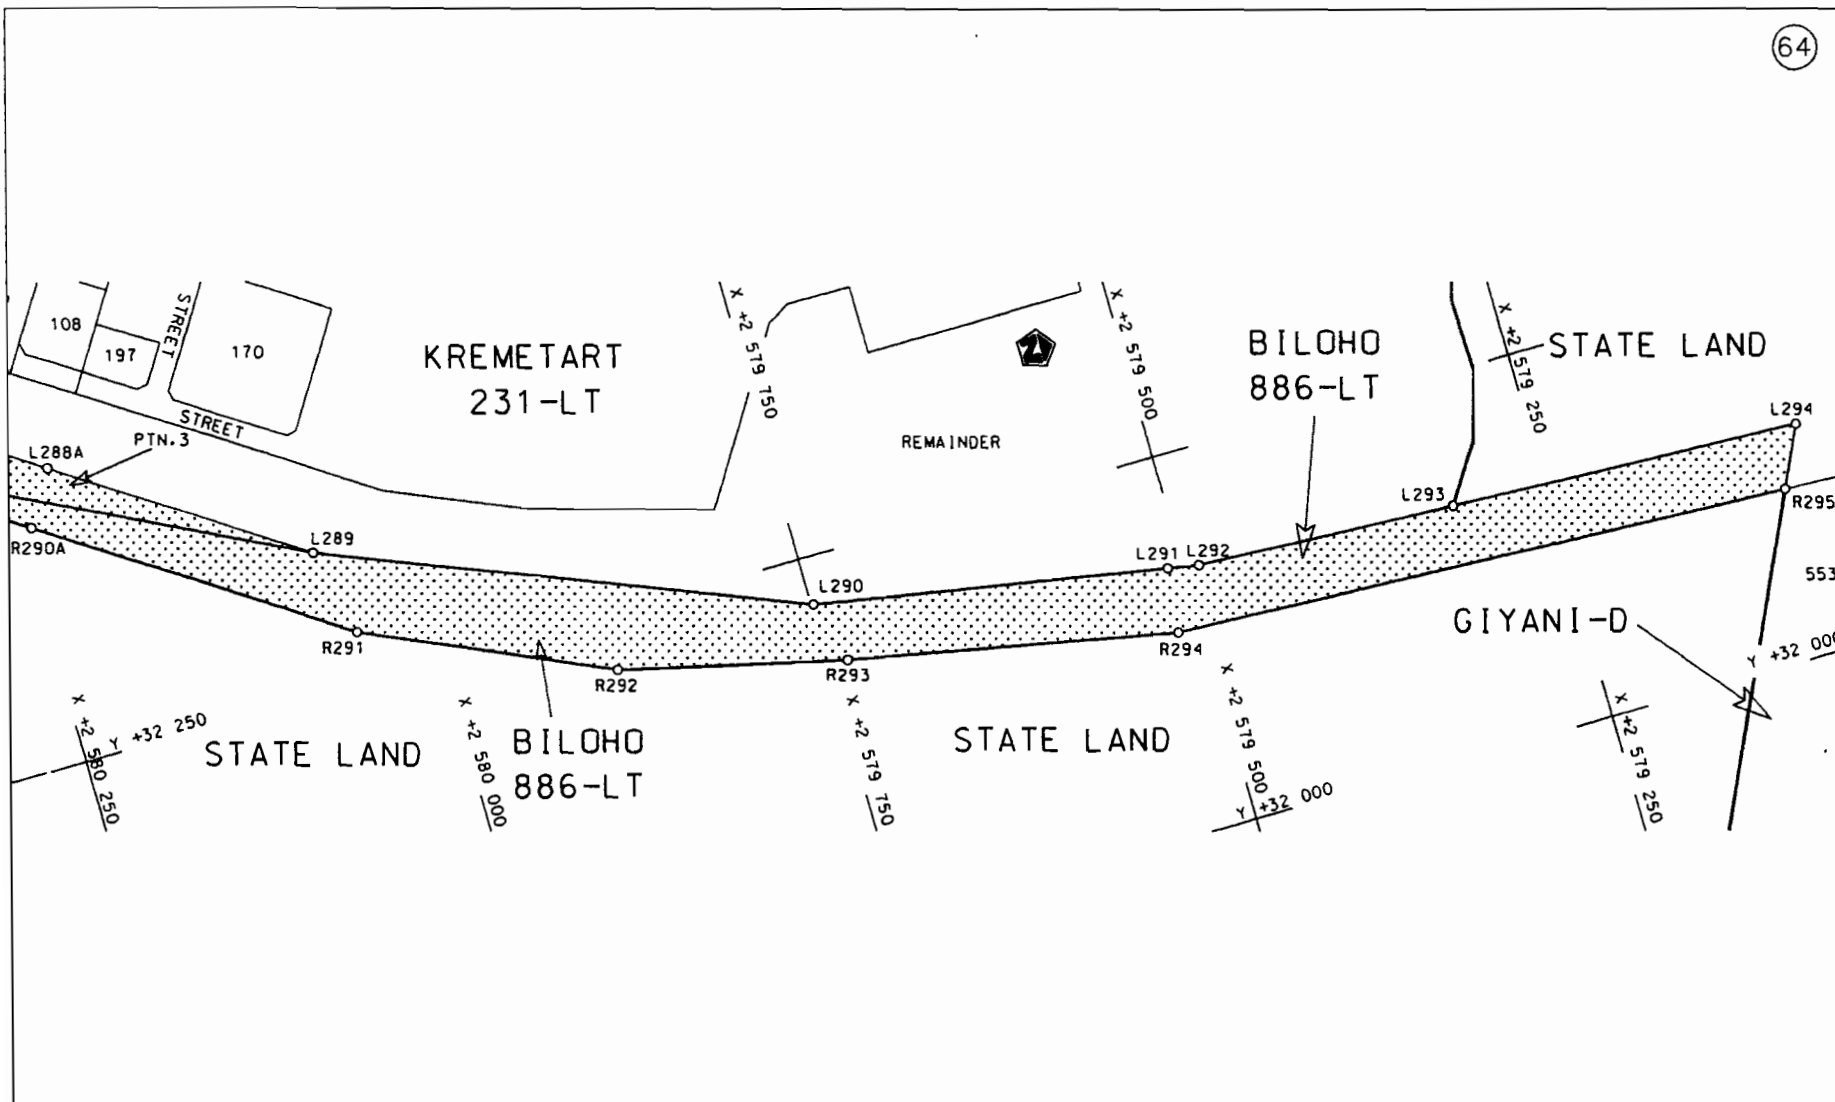 64
108
197
STREET
170
STREET
KREMETART
231-LT
X +2 579 750
X +2 579 500
REMAINDER
BILOHO
886-LT
X +2 579 250
STATE LAND
L294
PTN.3
L288A
L293
R295
R290A
L289
L290
L291
L292
553
R291
R292
R293
R294
GIYANI-D
Y +32 000
X +2 580 250
Y +32 250
STATE LAND
X +2 580 000
BILOHO
886-LT
X +2 579 750
STATE LAND
X +2 579 500
Y +32 000
X +2 579 250